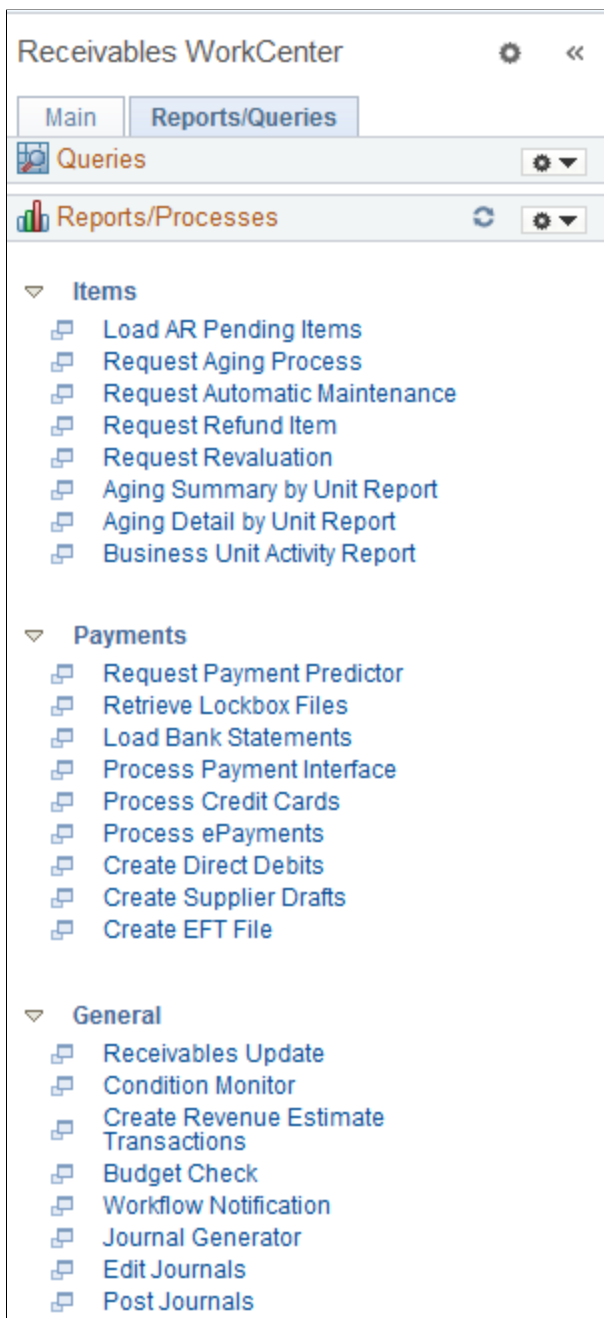 Receivables WorkCenter
Main
Reports/Queries
Queries
Reports/Processes
Items
Load AR Pending Items
Request Aging Process
Request Automatic Maintenance
Request Refund Item
Request Revaluation
Aging Summary by Unit Report
Aging Detail by Unit Report
Business Unit Activity Report
Payments
Request Payment Predictor
Retrieve Lockbox Files
Load Bank Statements
Process Payment Interface
Process Credit Cards
Process ePayments
Create Direct Debits
Create Supplier Drafts
Create EFT File
General
Receivables Update
Condition Monitor
Create Revenue Estimate
Transactions
Budget Check
Workflow Notification
Journal Generator
Edit Journals
Post Journals